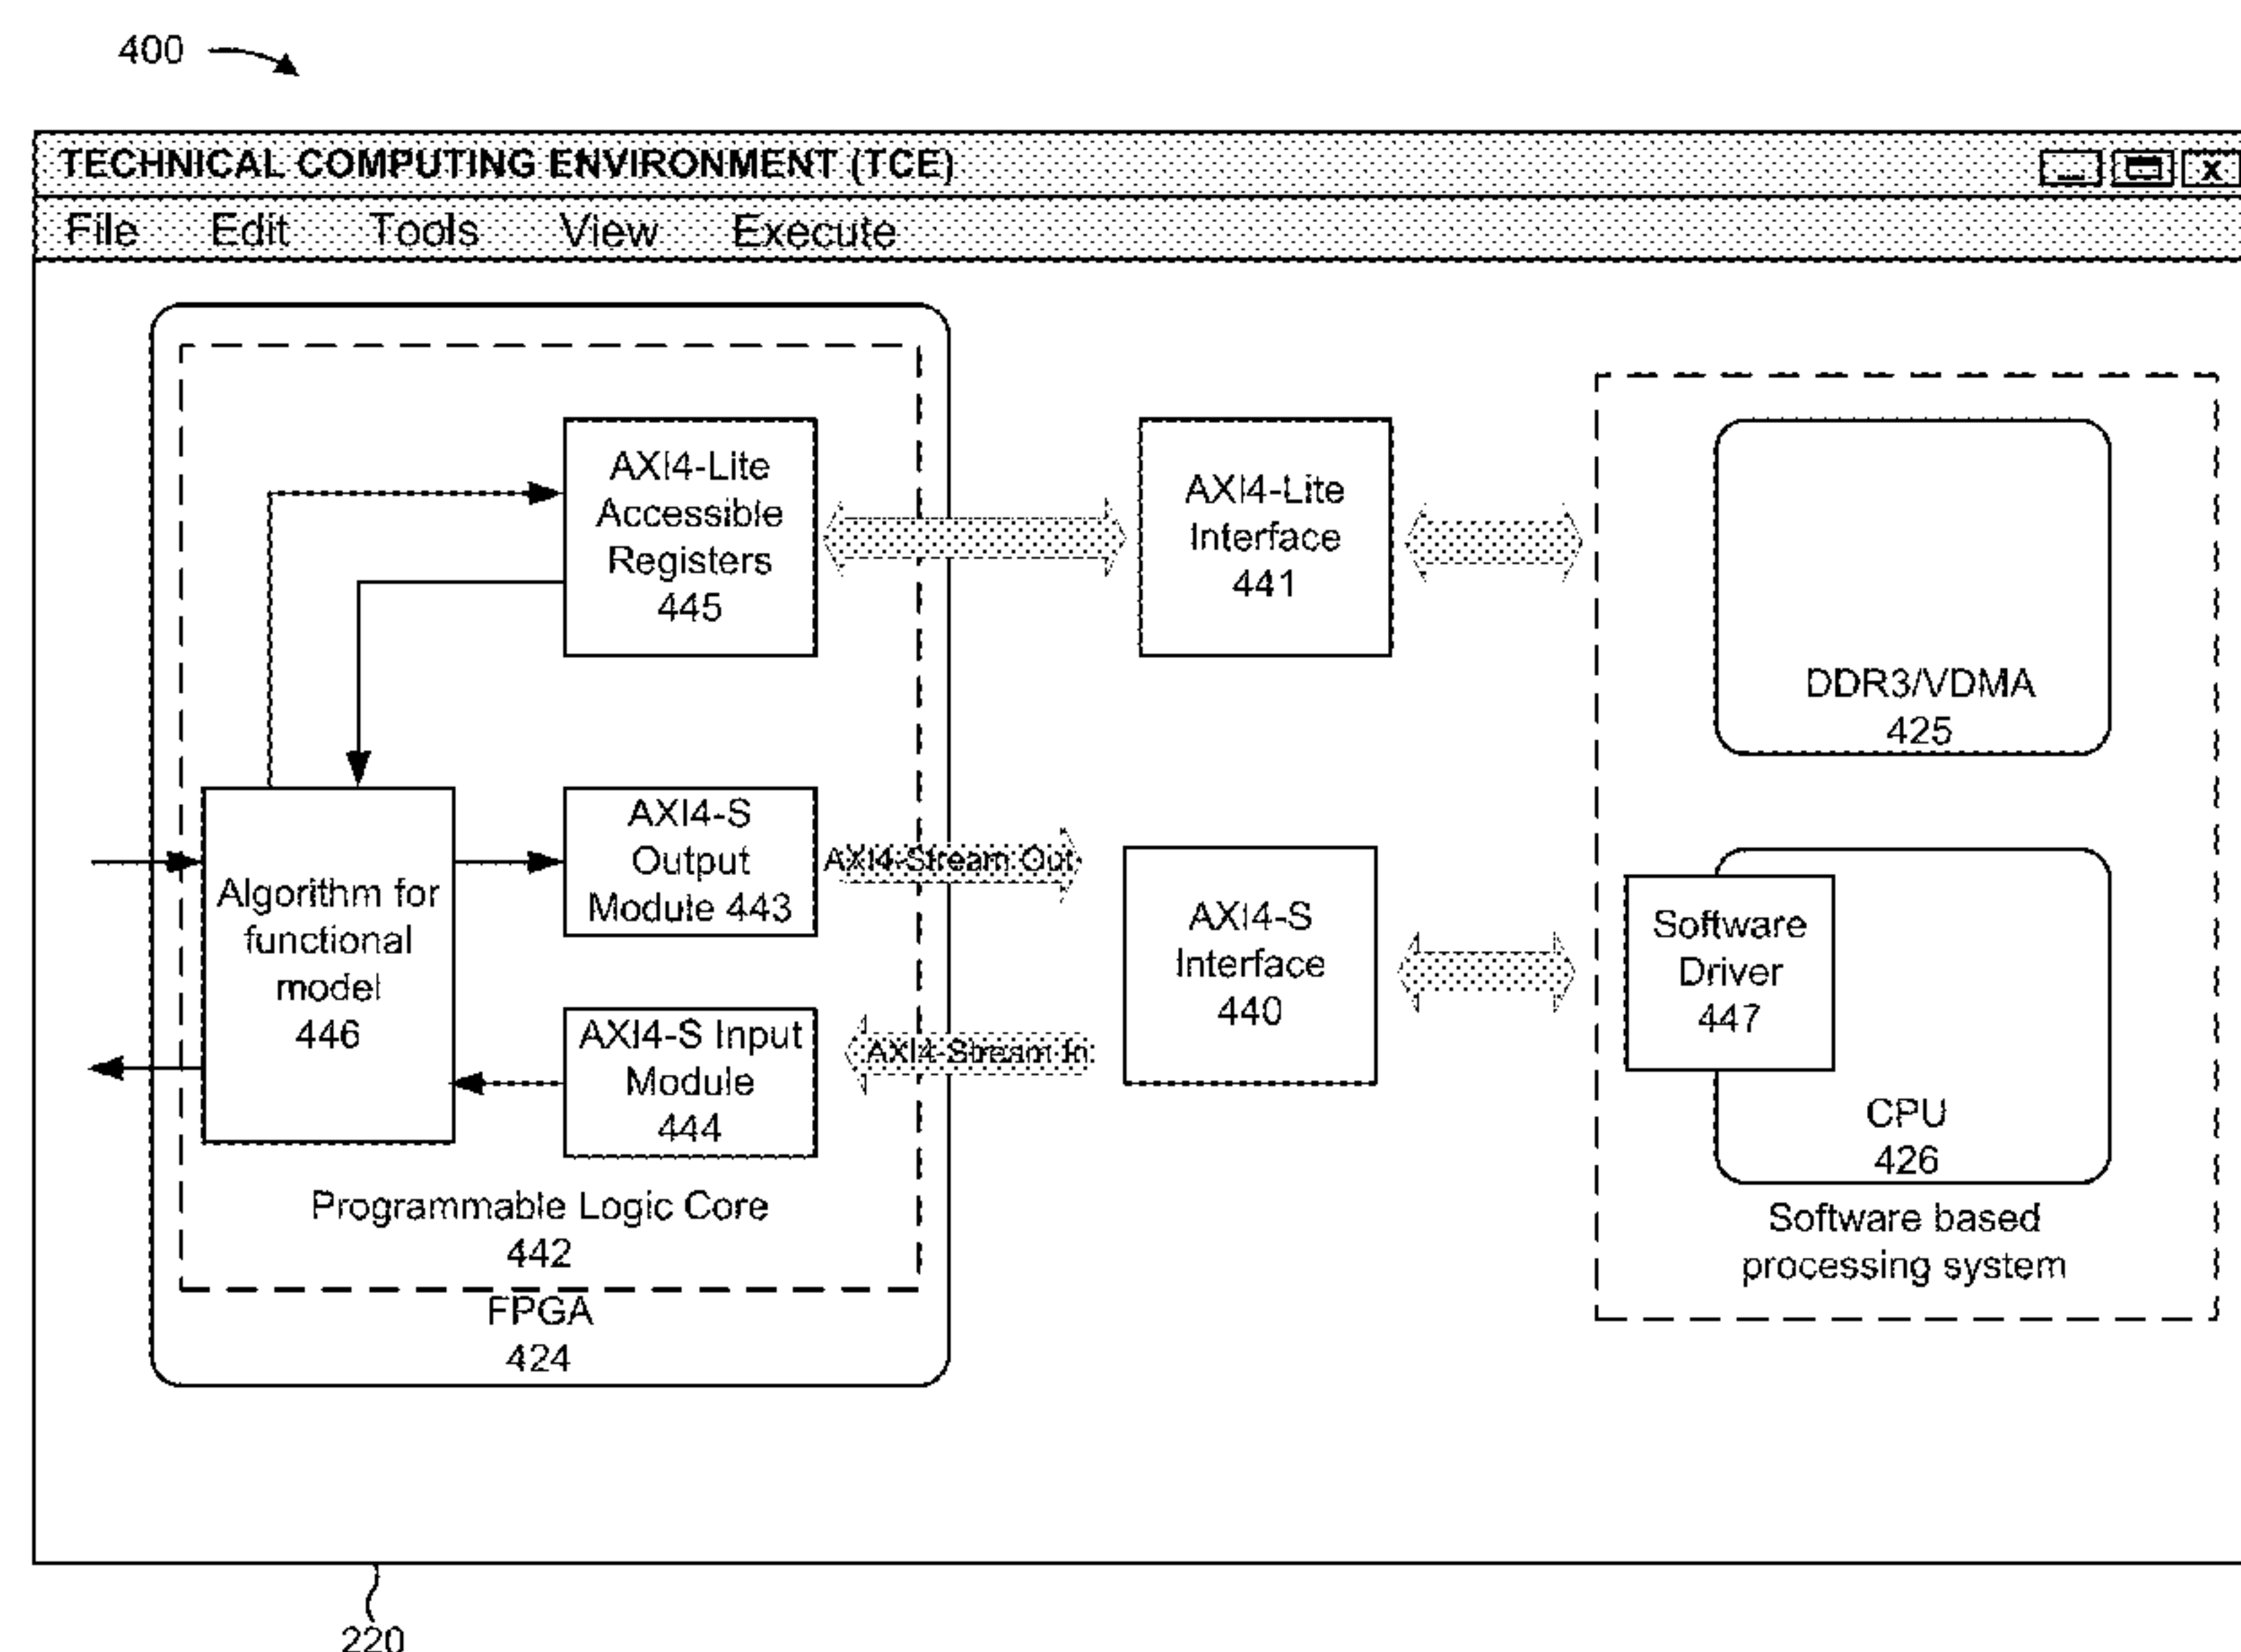 400
TECHNICAL COMPUTING ENVIRONMENT (TCE)
X
File Edit Tools View Execute
AXI4-Lite
Accessible
Registers
445
AXI4-Lite
Interface
441
DDR3/VDMA
425
Algorithm for
functional
model
446
AXI4-S
Output
Module 443
AXI4-Stream Out
AXI4-S Input
Module
444
AXI4-Stream In
AXI4-S
Interface
440
Software
Driver
447
CPU
426
Software based
processing system
Programmable Logic Core
442
FPGA
424
220